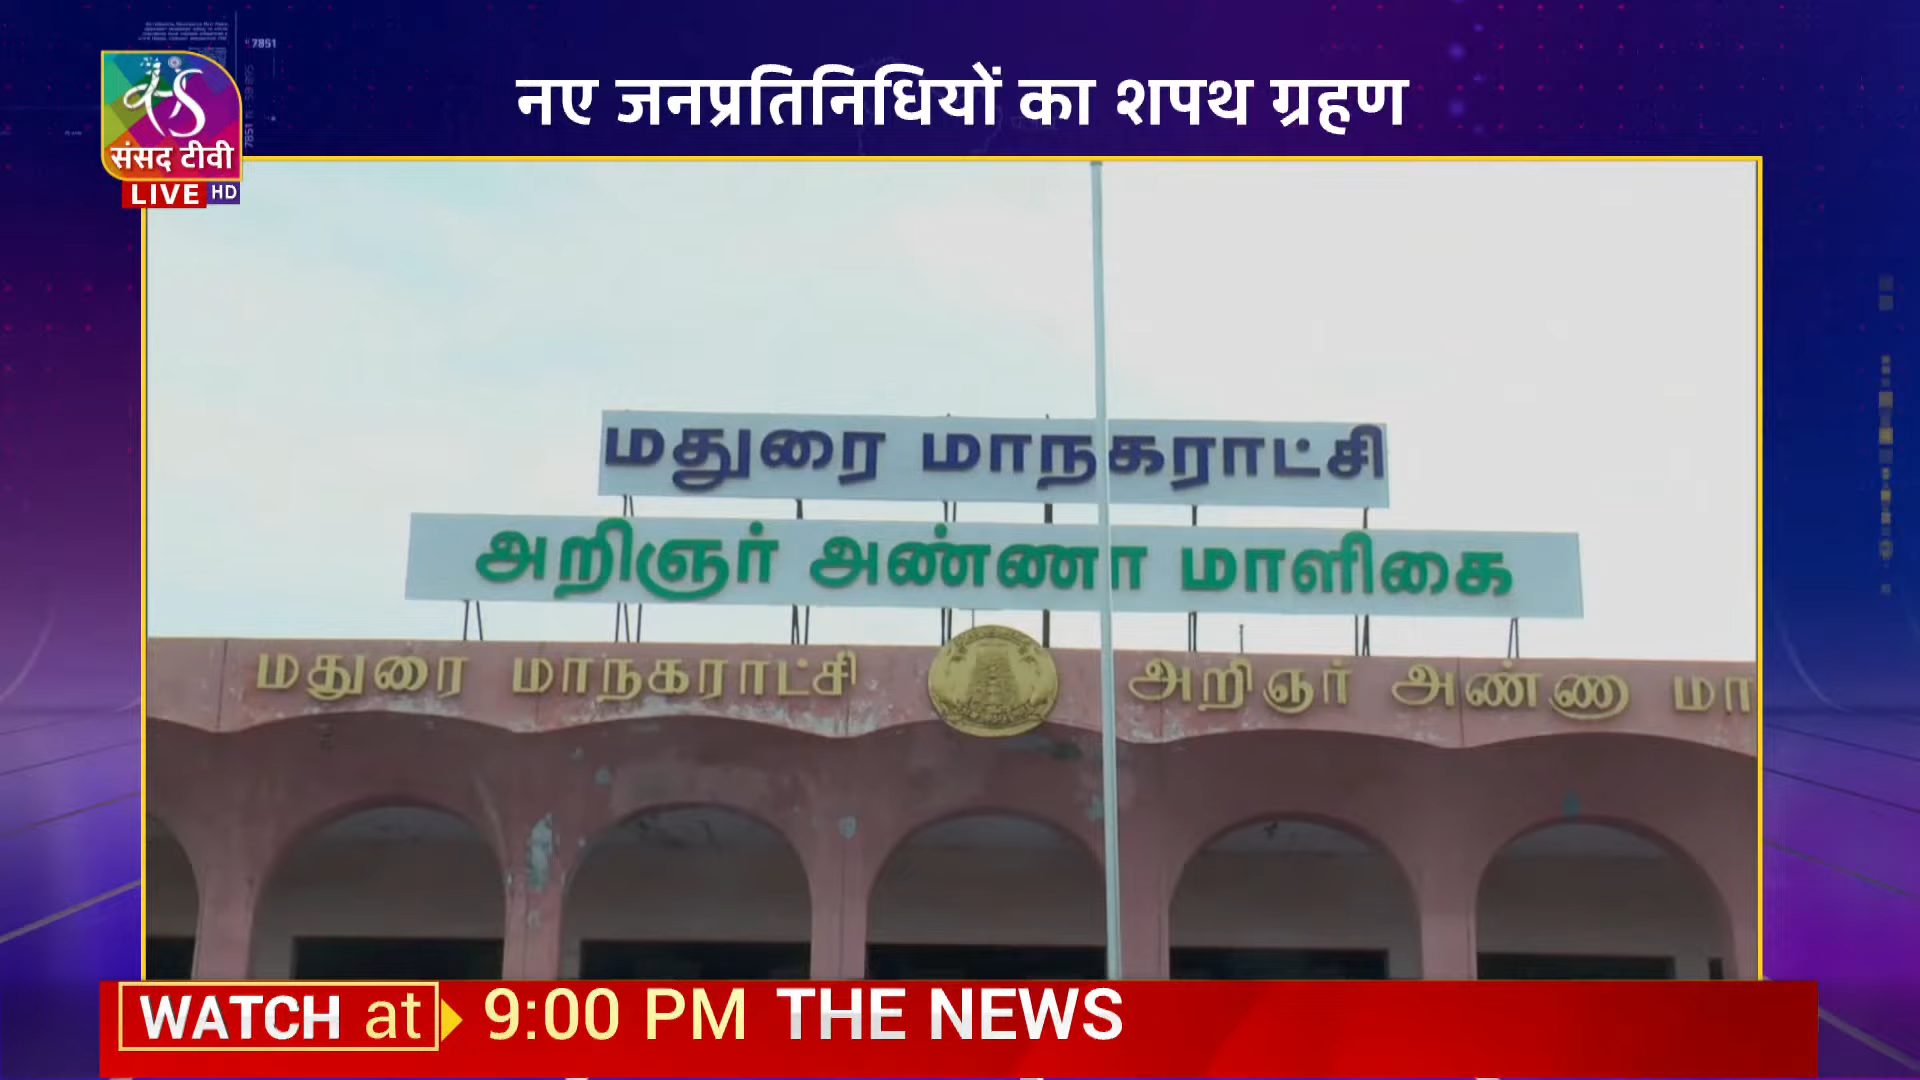 7851
नए जनप्रतिनिधियों का शपथ ग्रहण
संसद टीवी
LIVE HD
மதுரை மாநகராட்சி
அறிஞர் அண்ணா மாளிகை
மதுரை மாநகராட்சி அறிஞர் அண்ணா மா
WATCH at 9:00 PM THE NEWS